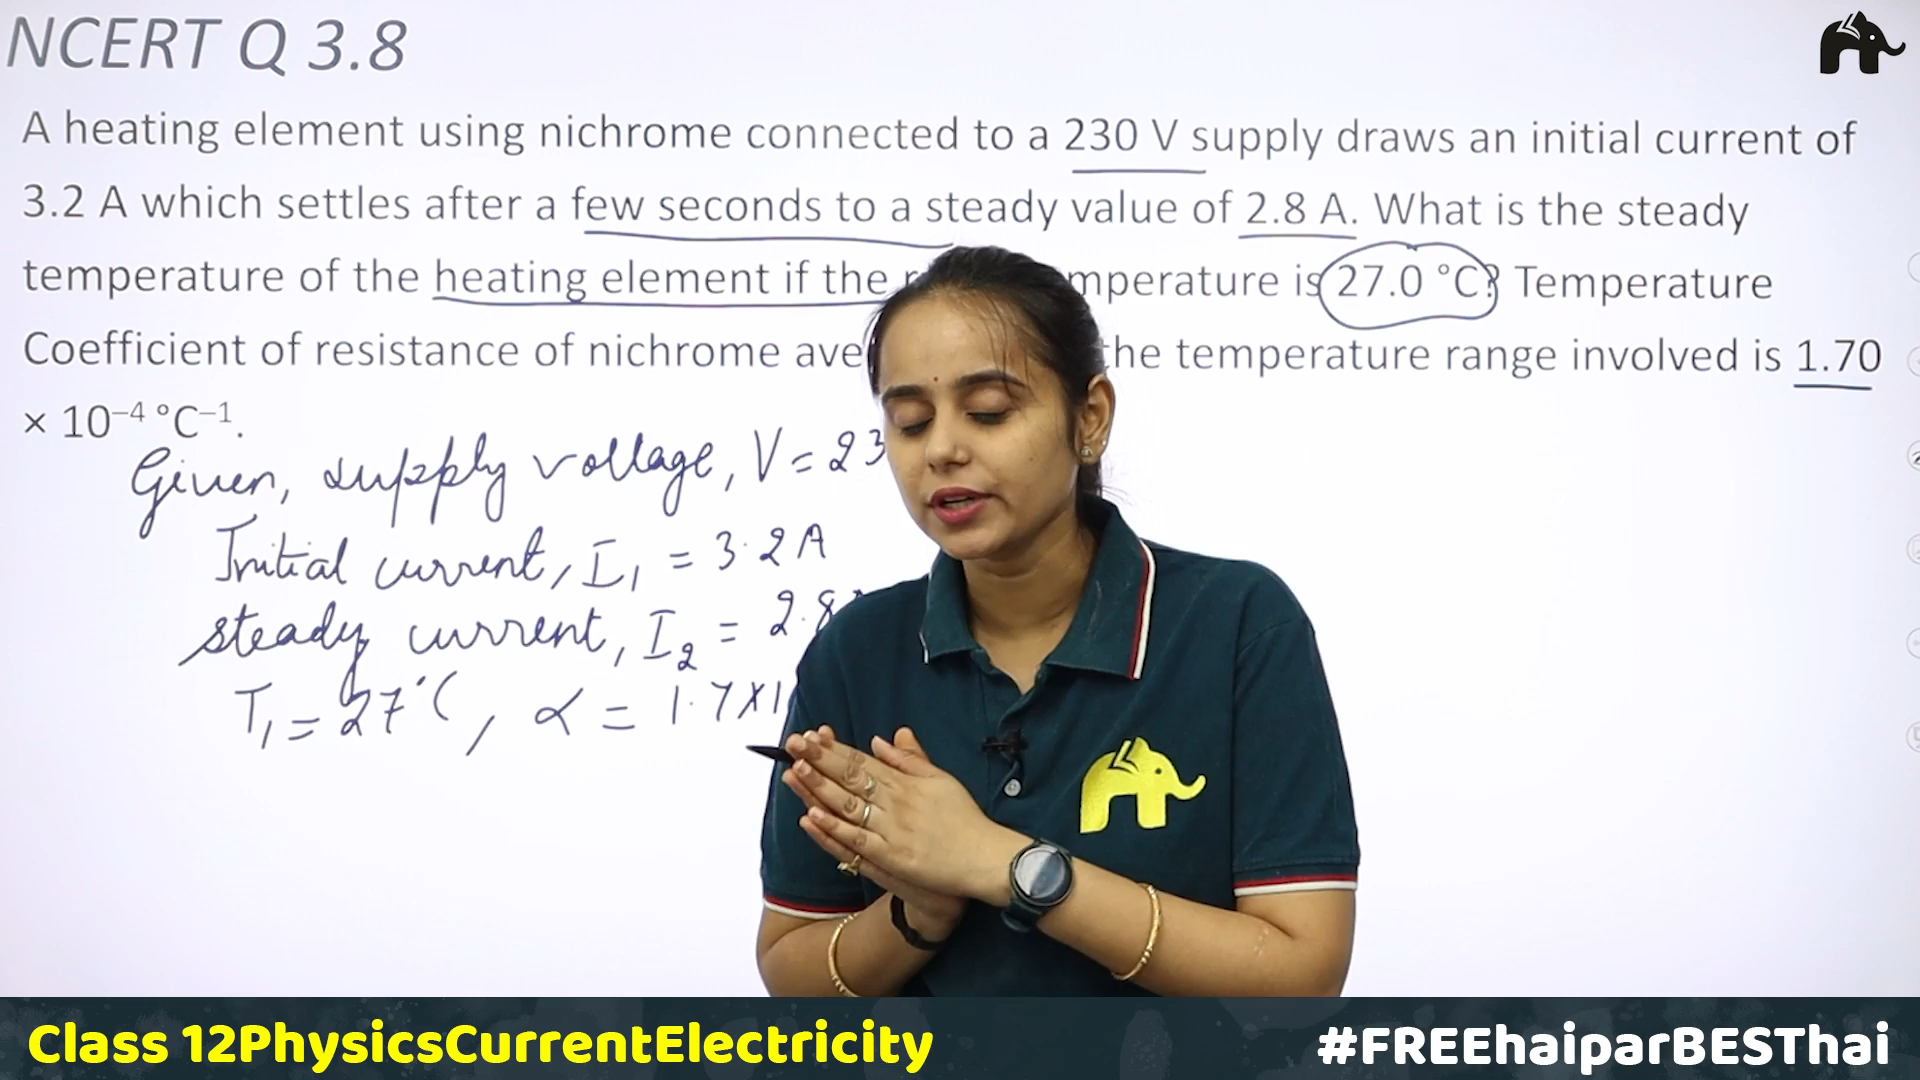 NCERT Q 3.8
A heating element using nichrome connected to a 230 V supply draws an initial current of
3.2 A which settles after a few seconds to a steady value of 2.8 A. What is the steady
temperature of the heating element if the mperature is 27.0 °C? Temperature
Coefficient of resistance of nichrome ave the temperature range involved is 1.70
× 10⁻⁴ °C⁻¹.
Given, supply voltage, V = 23
Initial current, I₁ = 3.2 A
steady current, I₂ = 2.8
T₁ = 27°C, α = 1.7×1
Class 12PhysicsCurrentElectricity
#FREEhaiparBESThai